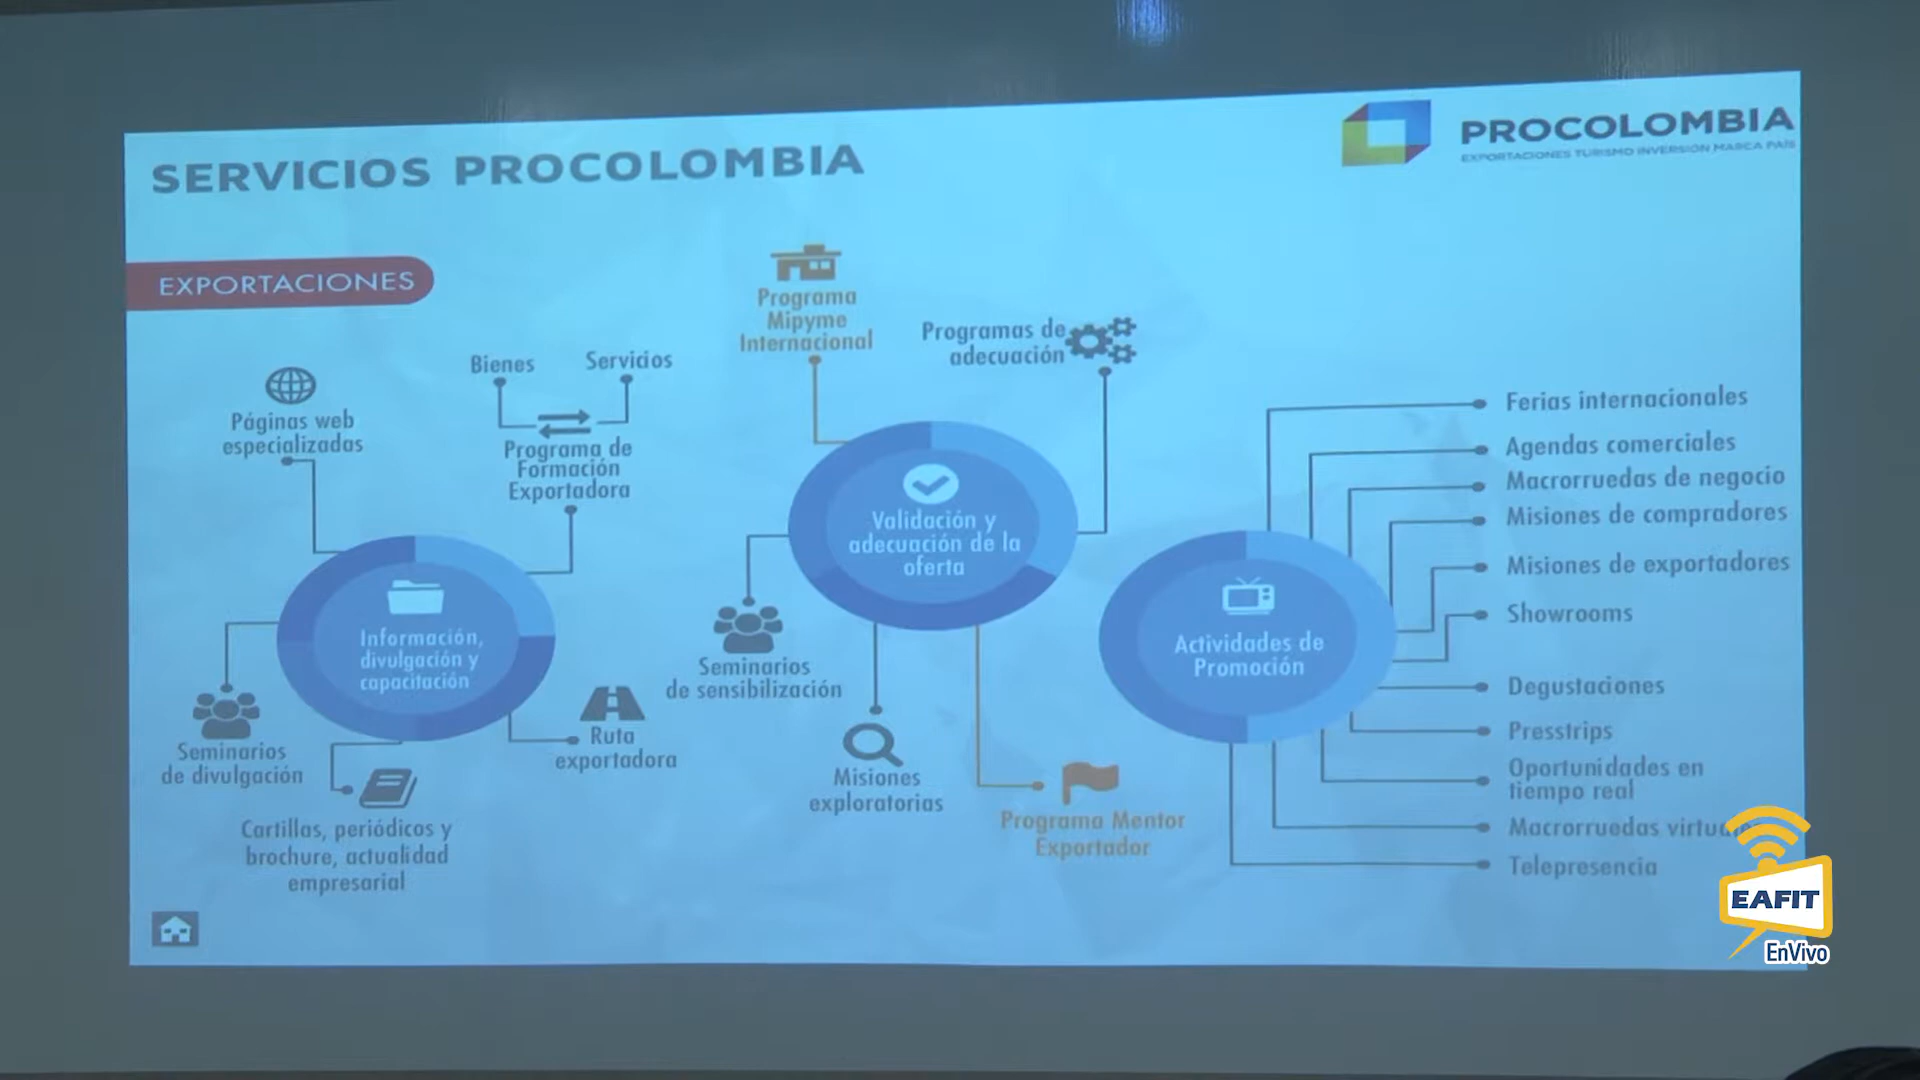 SERVICIOS PROCOLOMBIA
PROCOLOMBIA
EXPORTACIONES TURISMO INVERSIÓN MARCA PAÍS
EXPORTACIONES
Páginas web
especializadas
Bienes
Servicios
Programa de
Formación
Exportadora
Información,
divulgación y
capacitación
Seminarios
de divulgación
Cartillas, periódicos y
brochure, actualidad
empresarial
Ruta
exportadora
Programa
Mipyme
Internacional
Programas de
adecuación
Validación y
adecuación de la
oferta
Seminarios
de sensibilización
Misiones
exploratorias
Programa Mentor
Exportador
Actividades de
Promoción
Ferias internacionales
Agendas comerciales
Macrorruedas de negocio
Misiones de compradores
Misiones de exportadores
Showrooms
Degustaciones
Presstrips
Oportunidades en
tiempo real
Macrorruedas
Telepresencia
EAFIT
EnVivo